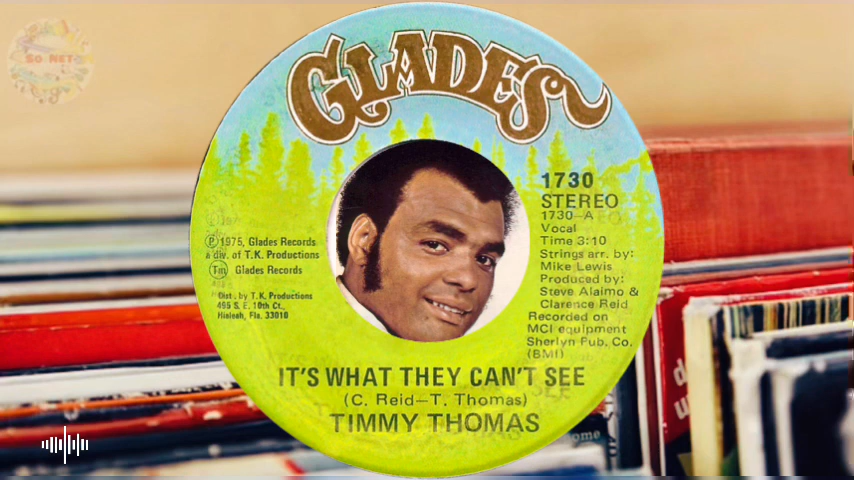 SO NET
GLADES
1730
STEREO
1730-A
Vocal
Time 3:10
Strings arr. by:
Mike Lewis
Produced by:
Steve Alaimo &
Clarence Reid
Recorded on
MCI equipment
Sherlyn Pub. Co.
(BMI)
Ⓟ 1975, Glades Records
a div. of T.K. Productions
Tm Glades Records
Dist. by T.K. Productions
495 S. E. 10th Ct.,
Hialeah, Fla. 33010
IT'S WHAT THEY CAN'T SEE
(C. Reid—T. Thomas)
TIMMY THOMAS